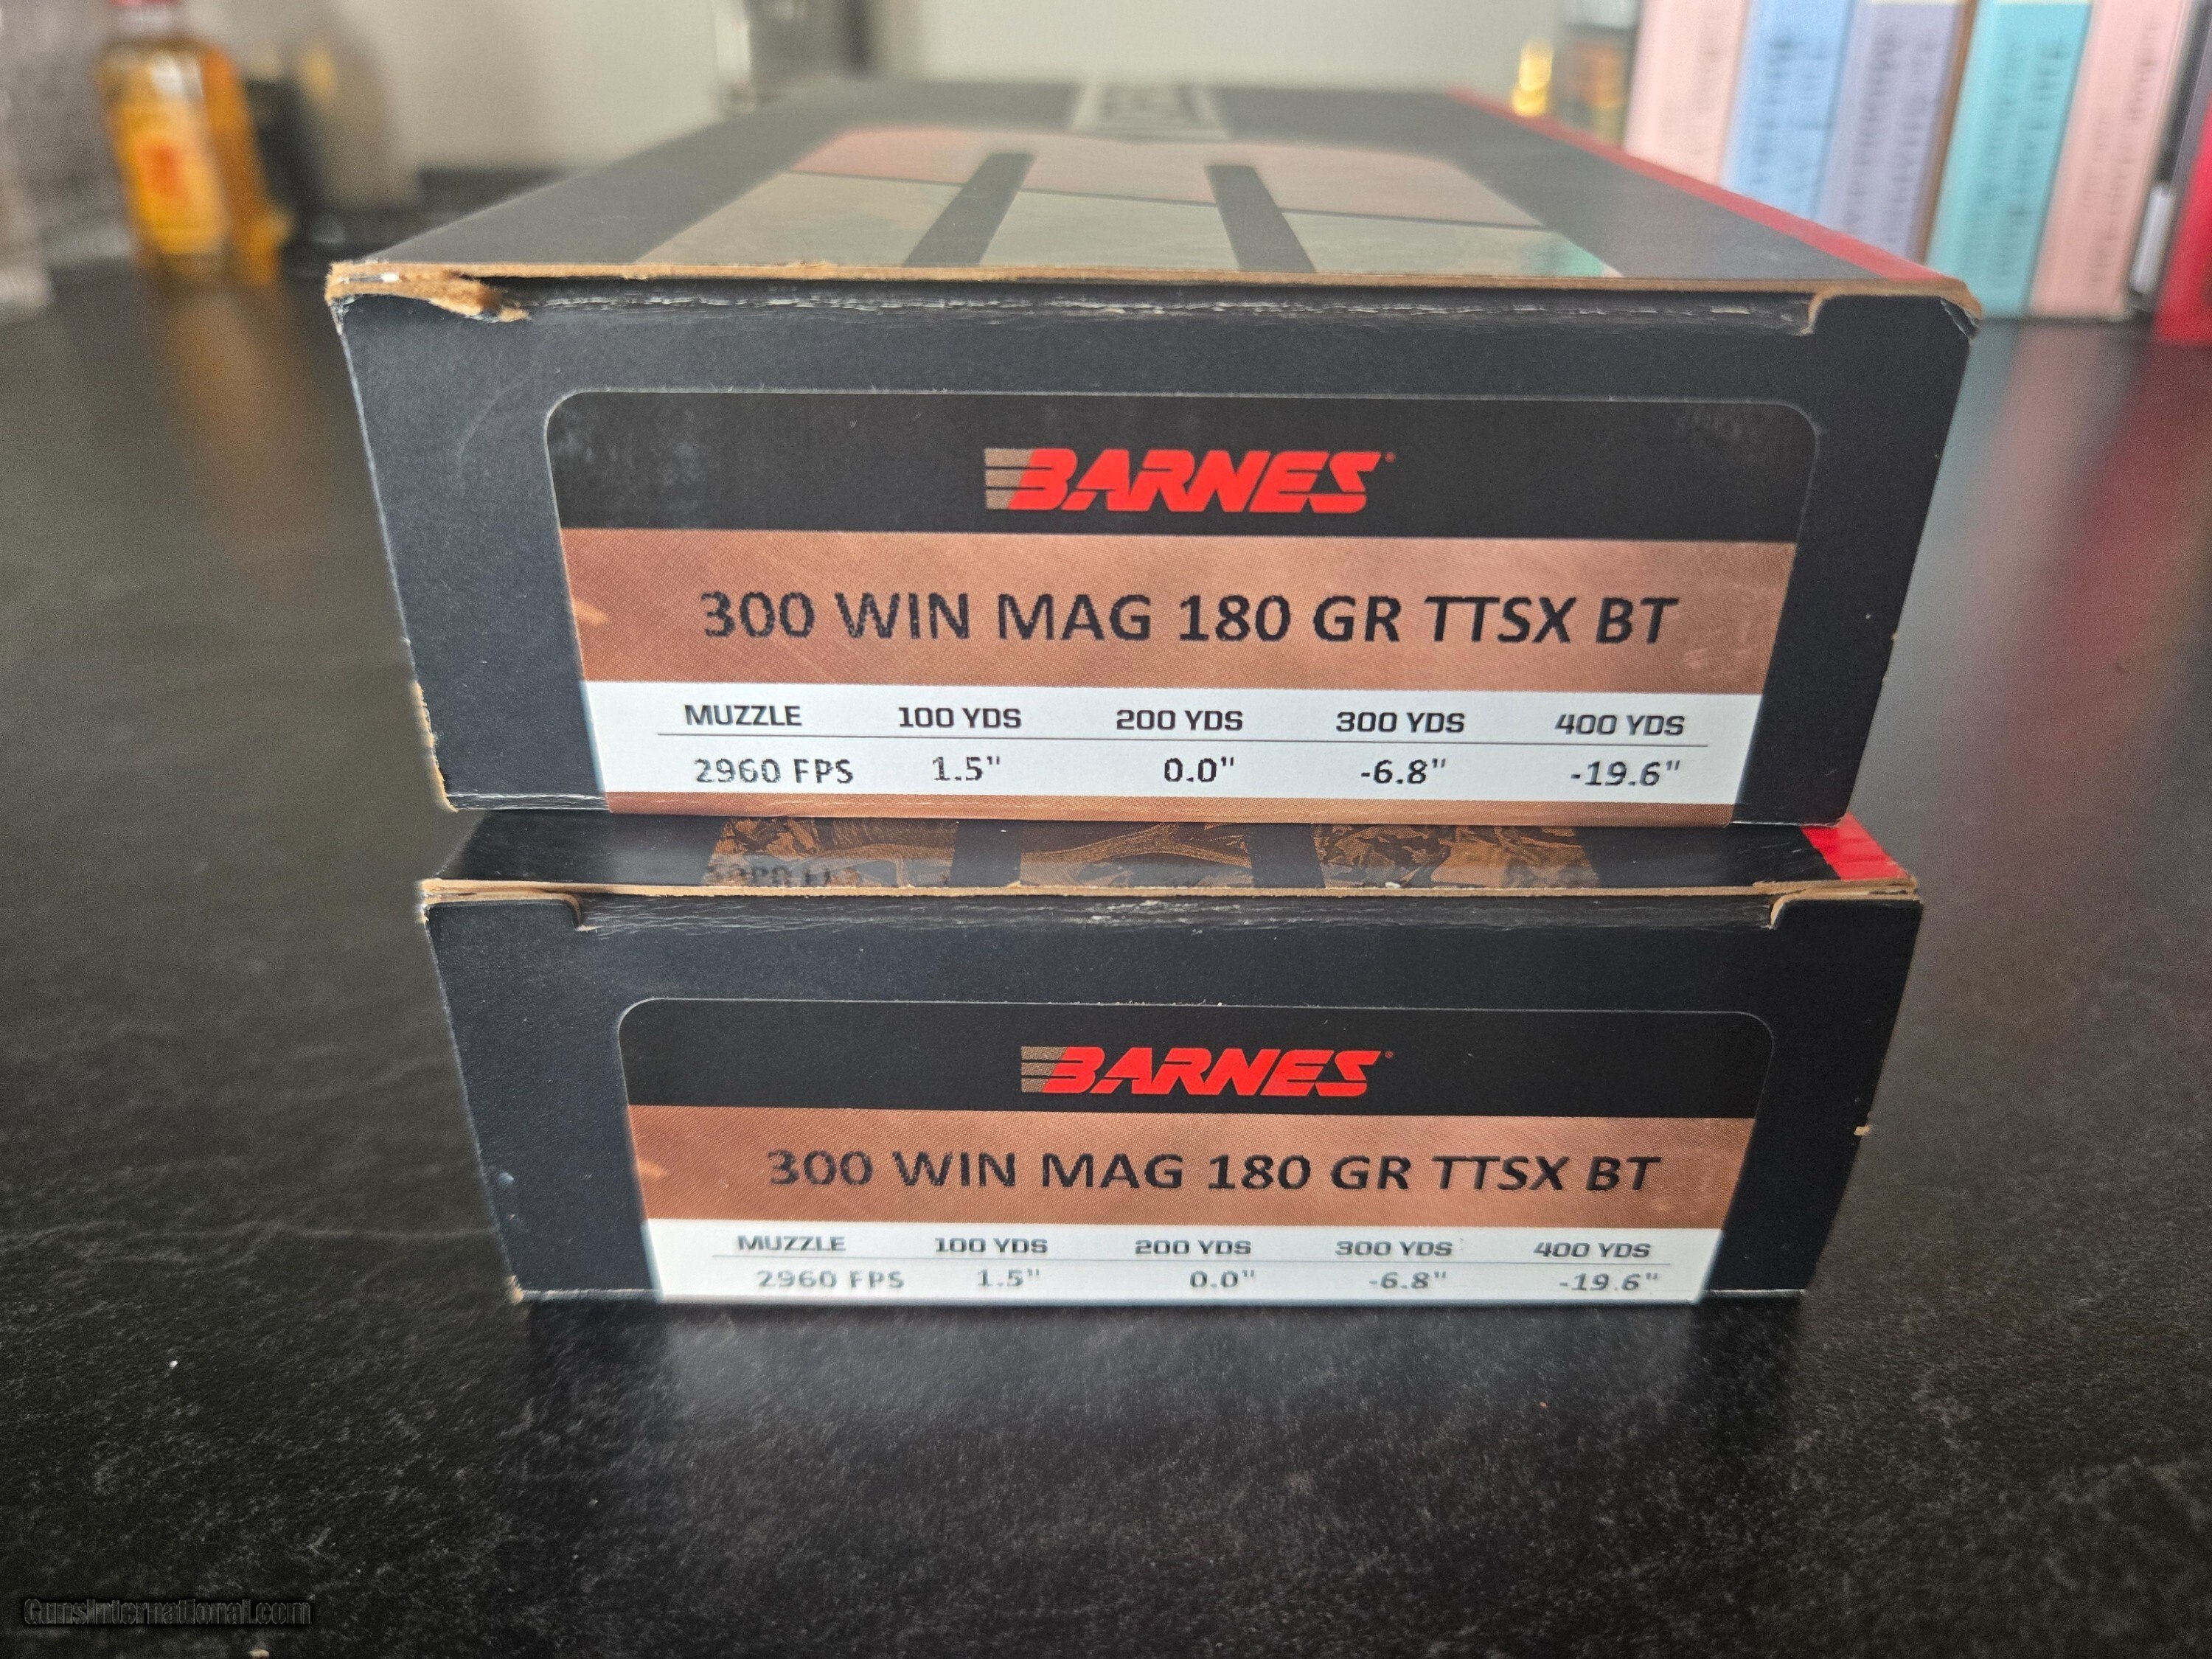 BARNES
300 WIN MAG 180 GR TTSX BT
MUZZLE 100 YDS 200 YDS 300 YDS 400 YDS
2960 FPS 1.5" 0.0" -6.8" -19.6"
BARNES
300 WIN MAG 180 GR TTSX BT
MUZZLE 100 YDS 200 YDS 300 YDS 400 YDS
2960 FPS 1.5" 0.0" -6.8" -19.6"
GunsInternational.com